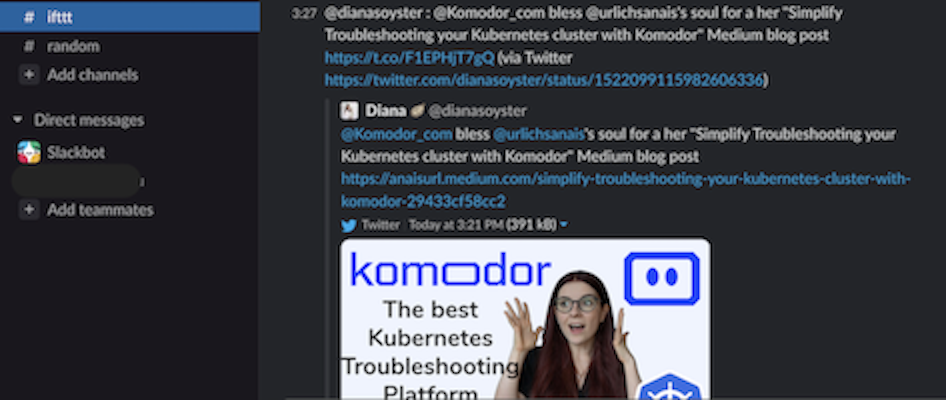 # ifttt
# random
+ Add channels
Direct messages
Slackbot
+ Add teammates
3:27 @dianasoyster : @Komodor_com bless @urlichsanais's soul for a her "Simplify
Troubleshooting your Kubernetes cluster with Komodor" Medium blog post
https://t.co/F1EPHjT7gQ (via Twitter
https://twitter.com/dianasoyster/status/1522099115982606336)
Diana @dianasoyster
@Komodor_com bless @urlichsanais's soul for a her "Simplify Troubleshooting your
Kubernetes cluster with Komodor" Medium blog post
https://anaisurl.medium.com/simplify-troubleshooting-your-kubernetes-cluster-with-
komodor-29433cf58cc2
Twitter Today at 3:21 PM (391 kB)
komodor
The best
Kubernetes
Troubleshooting
Platform